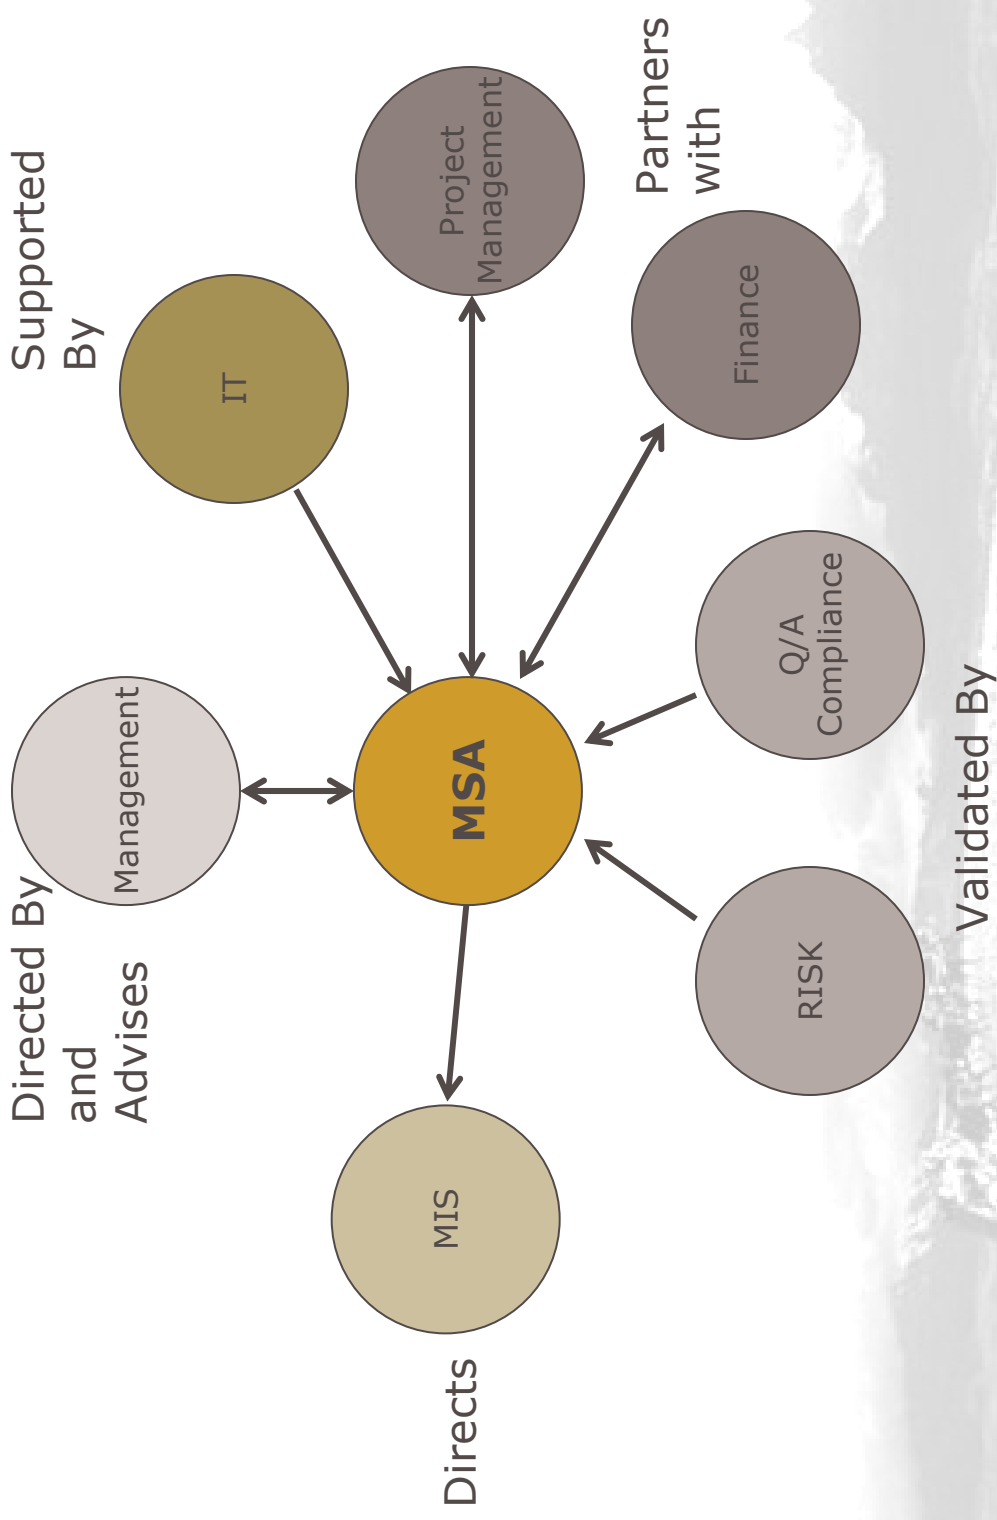 Directed By
and
Advises
Management
Supported
By
IT
MIS
Directs
MSA
Project
Management
Partners
with
Finance
RISK
Q/A
Compliance
Validated By